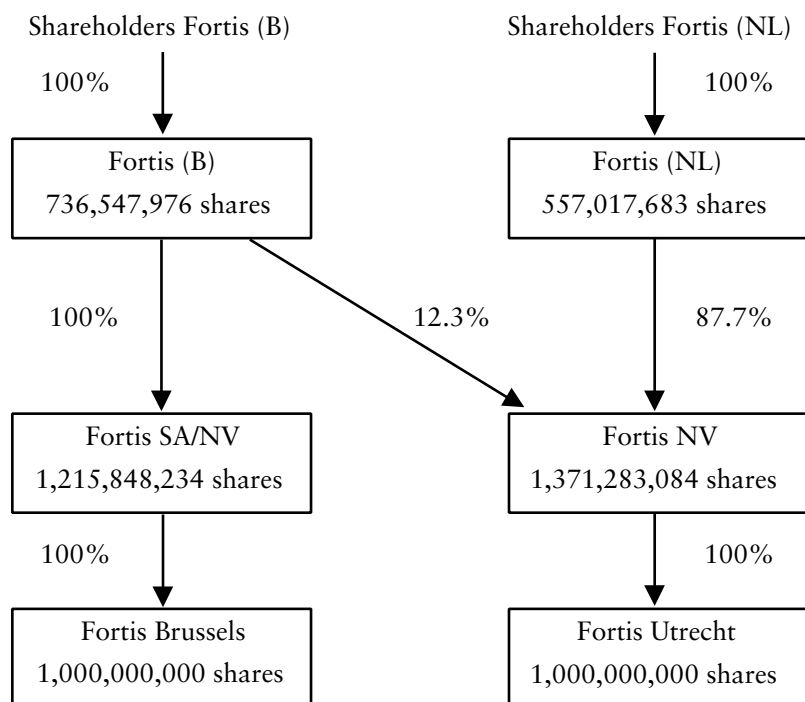 Shareholders Fortis (B)
Shareholders Fortis (NL)
100%
100%
Fortis (B)
736,547,976 shares
Fortis (NL)
557,017,683 shares
100%
12.3%
87.7%
Fortis SA/NV
1,215,848,234 shares
Fortis NV
1,371,283,084 shares
100%
100%
Fortis Brussels
1,000,000,000 shares
Fortis Utrecht
1,000,000,000 shares